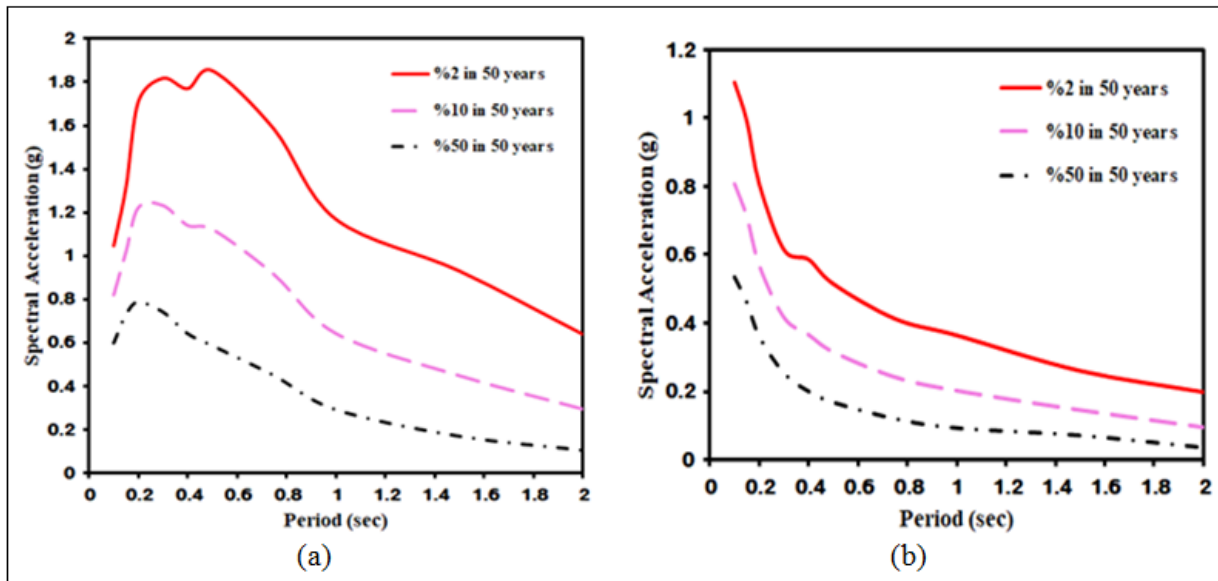 2
1.8
1.6
1.4
1.2
1
0.8
0.6
0.4
0.2
0
Spectral Acceleration (g)
%2 in 50 years
%10 in 50 years
%50 in 50 years
0 0.2 0.4 0.6 0.8 1 1.2 1.4 1.6 1.8 2
Period (sec)
(a)
1.2
1
0.8
0.6
0.4
0.2
0
Spectral Acceleration (g)
%2 in 50 years
%10 in 50 years
%50 in 50 years
0 0.2 0.4 0.6 0.8 1 1.2 1.4 1.6 1.8 2
Period (sec)
(b)